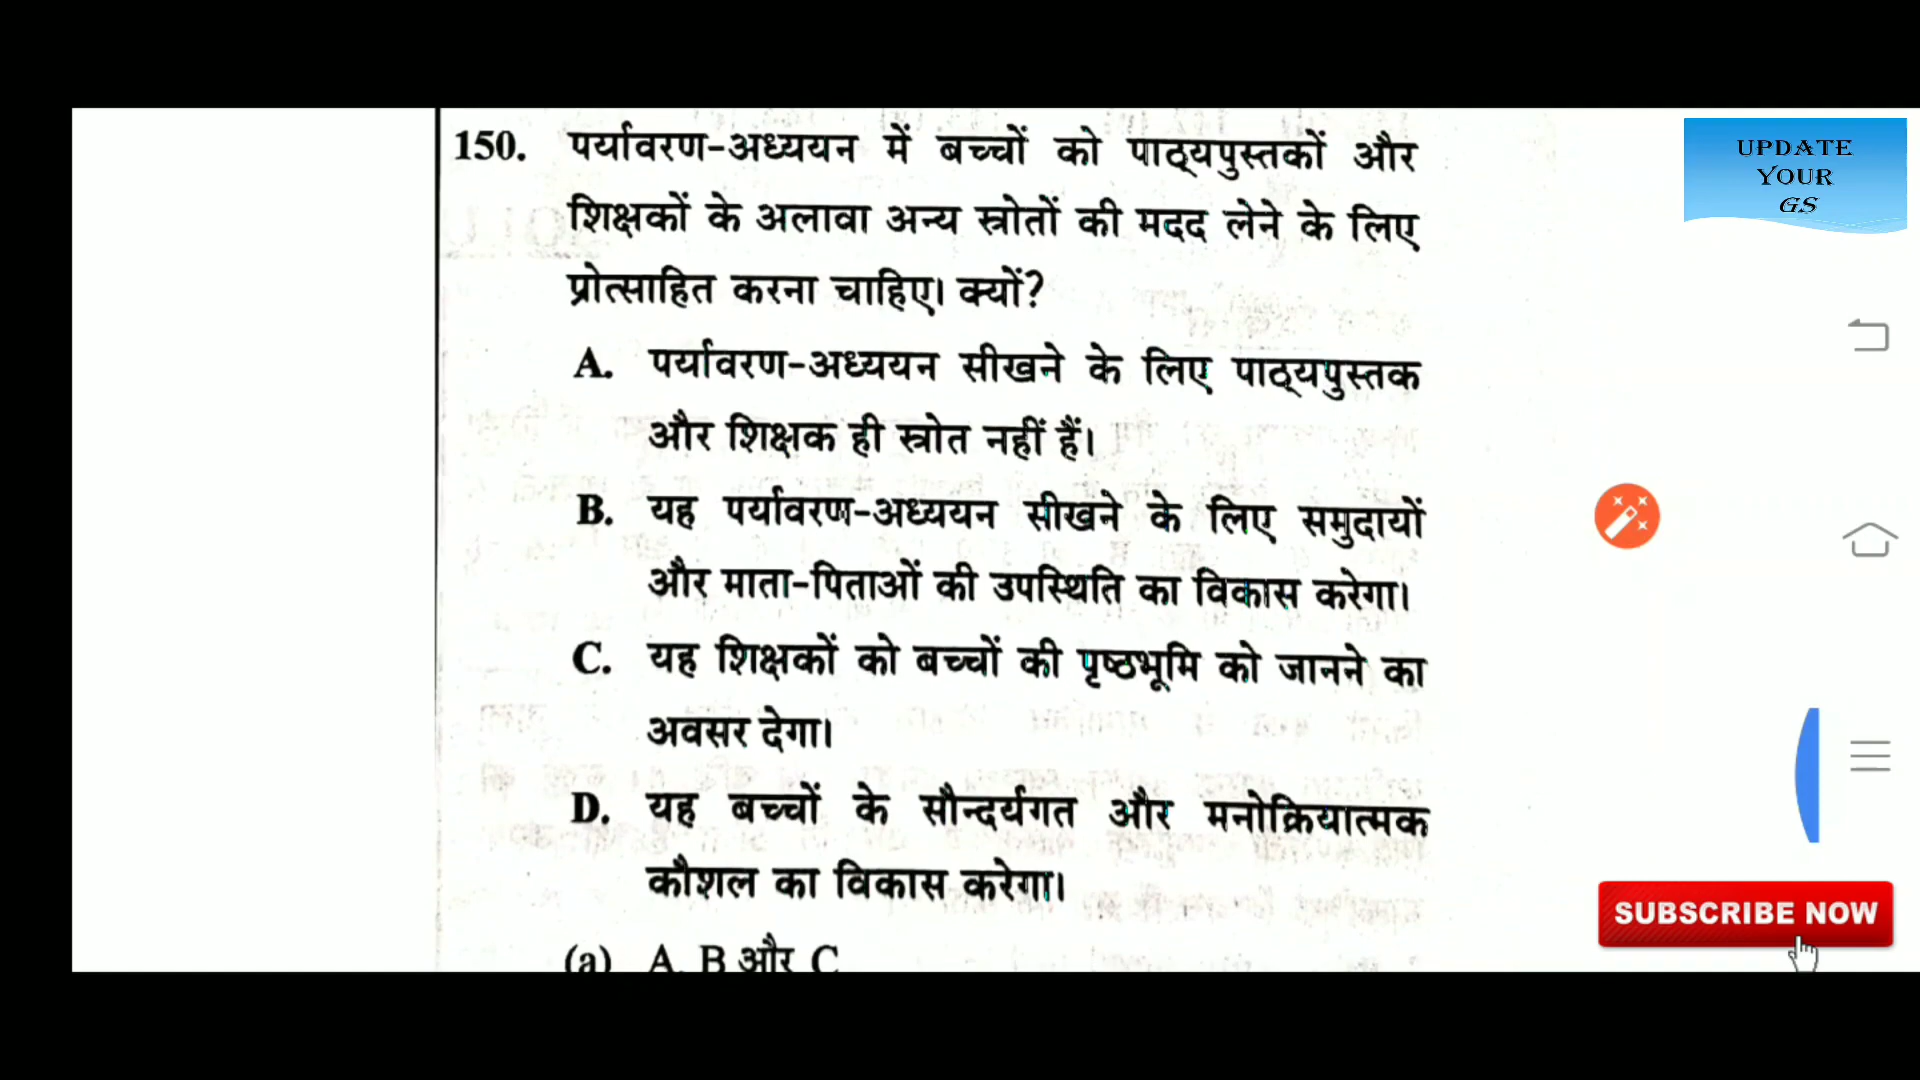 UPDATE
YOUR
GS
150. पर्यावरण-अध्ययन में बच्चों को पाठ्यपुस्तकों और
शिक्षकों के अलावा अन्य स्त्रोतों की मदद लेने के लिए
प्रोत्साहित करना चाहिए। क्यों?
A. पर्यावरण-अध्ययन सीखने के लिए पाठ्यपुस्तक
और शिक्षक ही स्त्रोत नहीं हैं।
B. यह पर्यावरण-अध्ययन सीखने के लिए समुदायों
और माता-पिताओं की उपस्थिति का विकास करेगा।
C. यह शिक्षकों को बच्चों की पृष्ठभूमि को जानने का
अवसर देगा।
D. यह बच्चों के सौन्दर्यगत और मनोक्रियात्मक
कौशल का विकास करेगा।
(a) A, B और C
SUBSCRIBE NOW